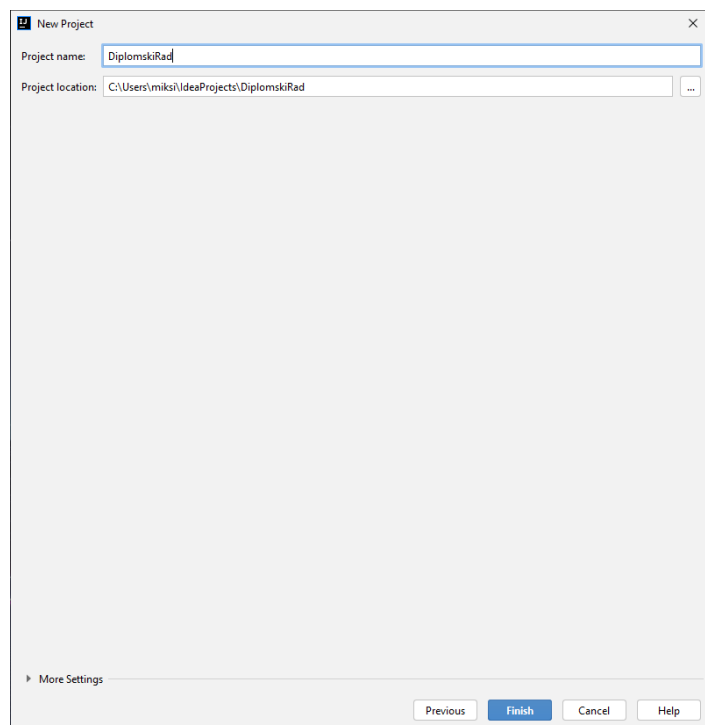 New Project
Project name: DiplomskiRad
Project location: C:\Users\miksi\IdeaProjects\DiplomskiRad ...
More Settings
Previous Finish Cancel Help